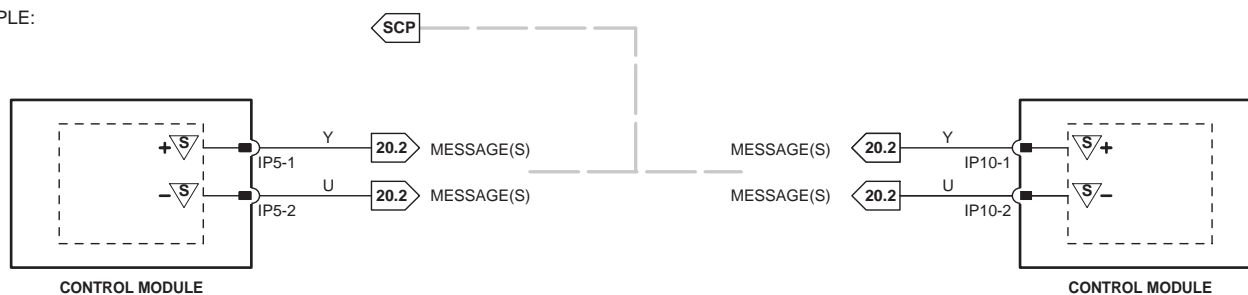 PLE:
SCP
+ S Y 20.2 MESSAGE(S) MESSAGE(S) 20.2 Y S +
IP5-1 IP10-1
– S U 20.2 MESSAGE(S) MESSAGE(S) 20.2 U S –
IP5-2 IP10-2
CONTROL MODULE CONTROL MODULE